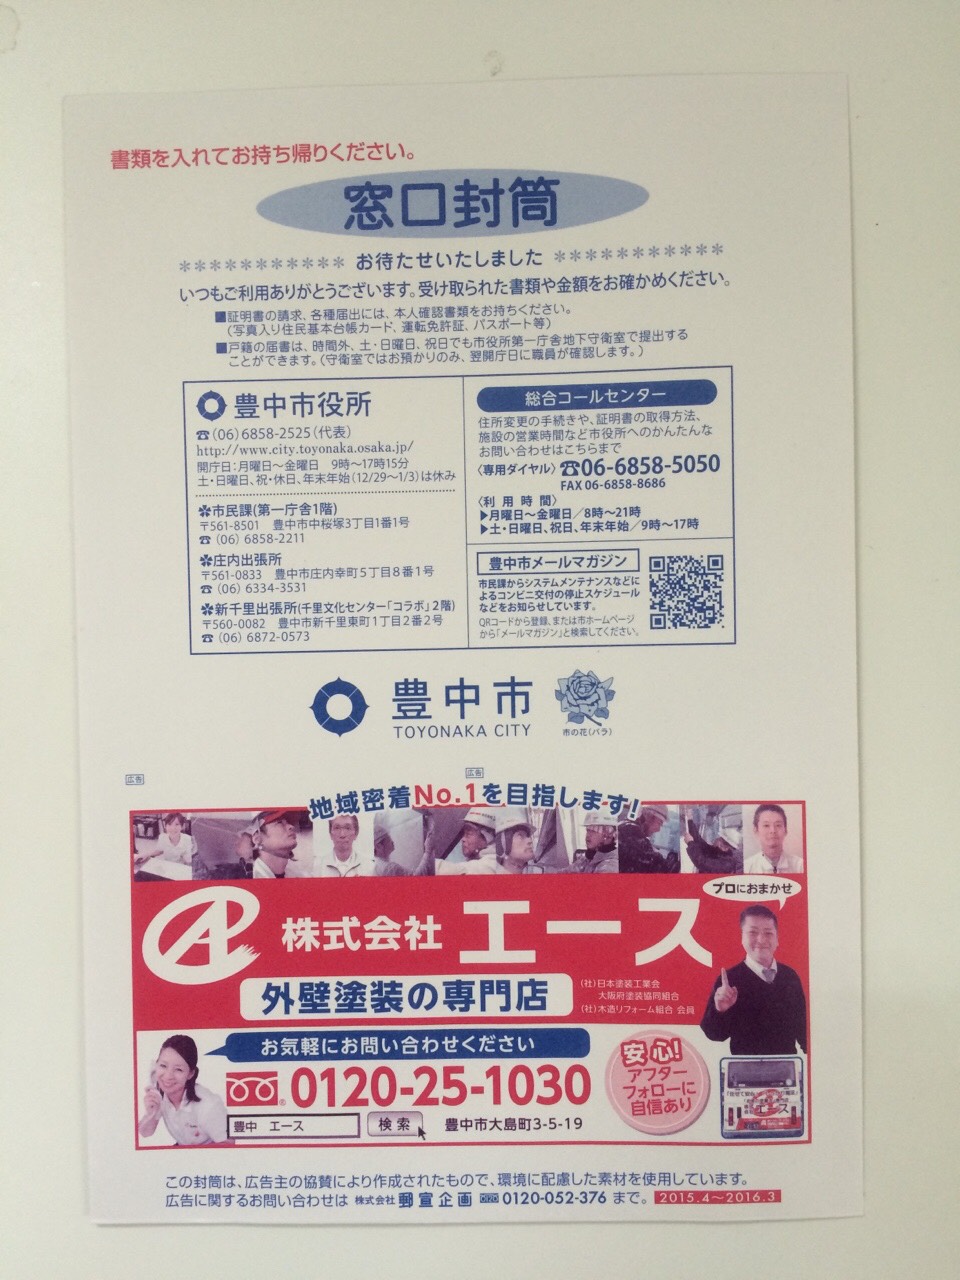 書類を入れてお持ち帰りください。
窓口封筒
*********** お待たせいたしました ***********
いつもご利用ありがとうございます。受け取られた書類や金額をお確かめください。
■証明書の請求、各種届出には、本人確認書類をお持ちください。
（写真入り住民基本台帳カード、運転免許証、パスポート等）
■戸籍の届書は、時間外、土・日曜日、祝日でも市役所第一庁舎地下守衛室で提出する
ことができます。（守衛室ではお預かりのみ、翌開庁日に職員が確認します。）
豊中市役所
☎（06）6858-2525（代表）
http://www.city.toyonaka.osaka.jp/
開庁日：月曜日〜金曜日 9時〜17時15分
土・日曜日、祝・休日、年末年始（12/29〜1/3）は休み
市民課（第一庁舎1階）
〒561-8501 豊中市中桜塚3丁目1番1号
☎（06）6858-2211
庄内出張所
〒561-0833 豊中市庄内幸町5丁目8番1号
☎（06）6334-3531
新千里出張所（千里文化センター「コラボ」2階）
〒560-0082 豊中市新千里東町1丁目2番2号
☎（06）6872-0573
総合コールセンター
住所変更の手続きや、証明書の取得方法、
施設の営業時間など市役所へのかんたんな
お問い合わせはこちらまで
〈専用ダイヤル〉☎06-6858-5050
FAX 06-6858-8686
〈利用時間〉
▶月曜日〜金曜日／8時〜21時
▶土・日曜日、祝日、年末年始／9時〜17時
豊中市メールマガジン
市民課からシステムメンテナンスなどに
よるコンビニ交付の停止スケジュール
などをお知らせしています。
QRコードから登録、または市ホームページ
から「メールマガジン」と検索してください。
豊中市
TOYONAKA CITY
市の花（バラ）
広告
広告
地域密着No.1を目指します！
プロにおまかせ
株式会社 エース
外壁塗装の専門店
（社）日本塗装工業会
大阪府塗装協同組合
（社）木造リフォーム組合 会員
お気軽にお問い合わせください
0120-25-1030
豊中 エース
検索
豊中市大島町3-5-19
安心！
アフター
フォローに
自信あり
エース
この封筒は、広告主の協賛により作成されたもので、環境に配慮した素材を使用しています。
広告に関するお問い合わせは 株式会社 郵宣企画 0120-052-376 まで。 2015.4〜2016.3